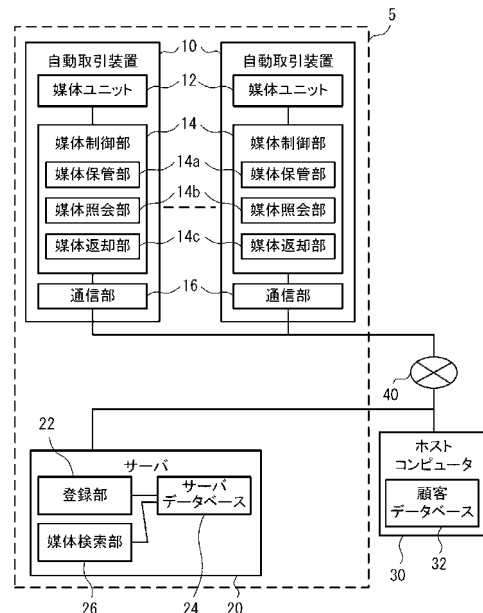 5
自動取引装置
10
自動取引装置
媒体ユニット
12
媒体ユニット
媒体制御部
14
媒体制御部
媒体保管部
14a
媒体保管部
媒体照会部
14b
媒体照会部
媒体返却部
14c
媒体返却部
通信部
16
通信部
40
22
サーバ
登録部
サーバ
データベース
媒体検索部
26
24
20
ホスト
コンピュータ
顧客
データベース
30
32